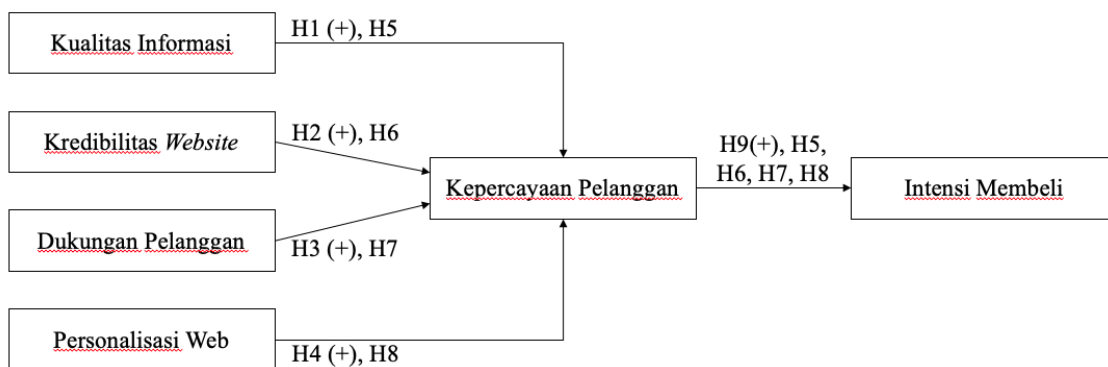 Kualitas Informasi
H1 (+), H5
Kredibilitas Website
H2 (+), H6
Dukungan Pelanggan
H3 (+), H7
Personalisasi Web
H4 (+), H8
Kepercayaan Pelanggan
H9(+), H5,
H6, H7, H8
Intensi Membeli